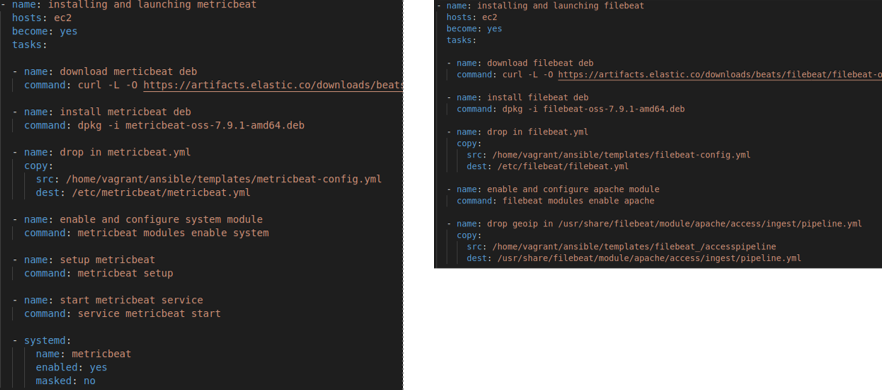 - name: installing and launching metricbeat
hosts: ec2
become: yes
tasks:
- name: download merticbeat deb
command: curl -L -O https://artifacts.elastic.co/downloads/beats
- name: install metricbeat deb
command: dpkg -i metricbeat-oss-7.9.1-amd64.deb
- name: drop in metricbeat.yml
copy:
src: /home/vagrant/ansible/templates/metricbeat-config.yml
dest: /etc/metricbeat/metricbeat.yml
- name: enable and configure system module
command: metricbeat modules enable system
- name: setup metricbeat
command: metricbeat setup
- name: start metricbeat service
command: service metricbeat start
- systemd:
name: metricbeat
enabled: yes
masked: no
- name: installing and launching filebeat
hosts: ec2
become: yes
tasks:
- name: download filebeat deb
command: curl -L -O https://artifacts.elastic.co/downloads/beats/filebeat/filebeat-o
- name: install filebeat deb
command: dpkg -i filebeat-oss-7.9.1-amd64.deb
- name: drop in filebeat.yml
copy:
src: /home/vagrant/ansible/templates/filebeat-config.yml
dest: /etc/filebeat/filebeat.yml
- name: enable and configure apache module
command: filebeat modules enable apache
- name: drop geoip in /usr/share/filebeat/module/apache/access/ingest/pipeline.yml
copy:
src: /home/vagrant/ansible/templates/filebeat_/accesspipeline
dest: /usr/share/filebeat/module/apache/access/ingest/pipeline.yml